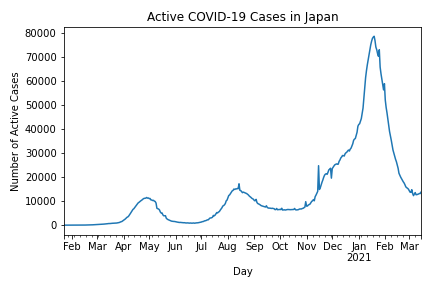 Active COVID-19 Cases in Japan
80000
70000
60000
50000
40000
30000
20000
10000
0
Number of Active Cases
Feb Mar Apr May Jun Jul Aug Sep Oct Nov Dec Jan Feb Mar
2021
Day